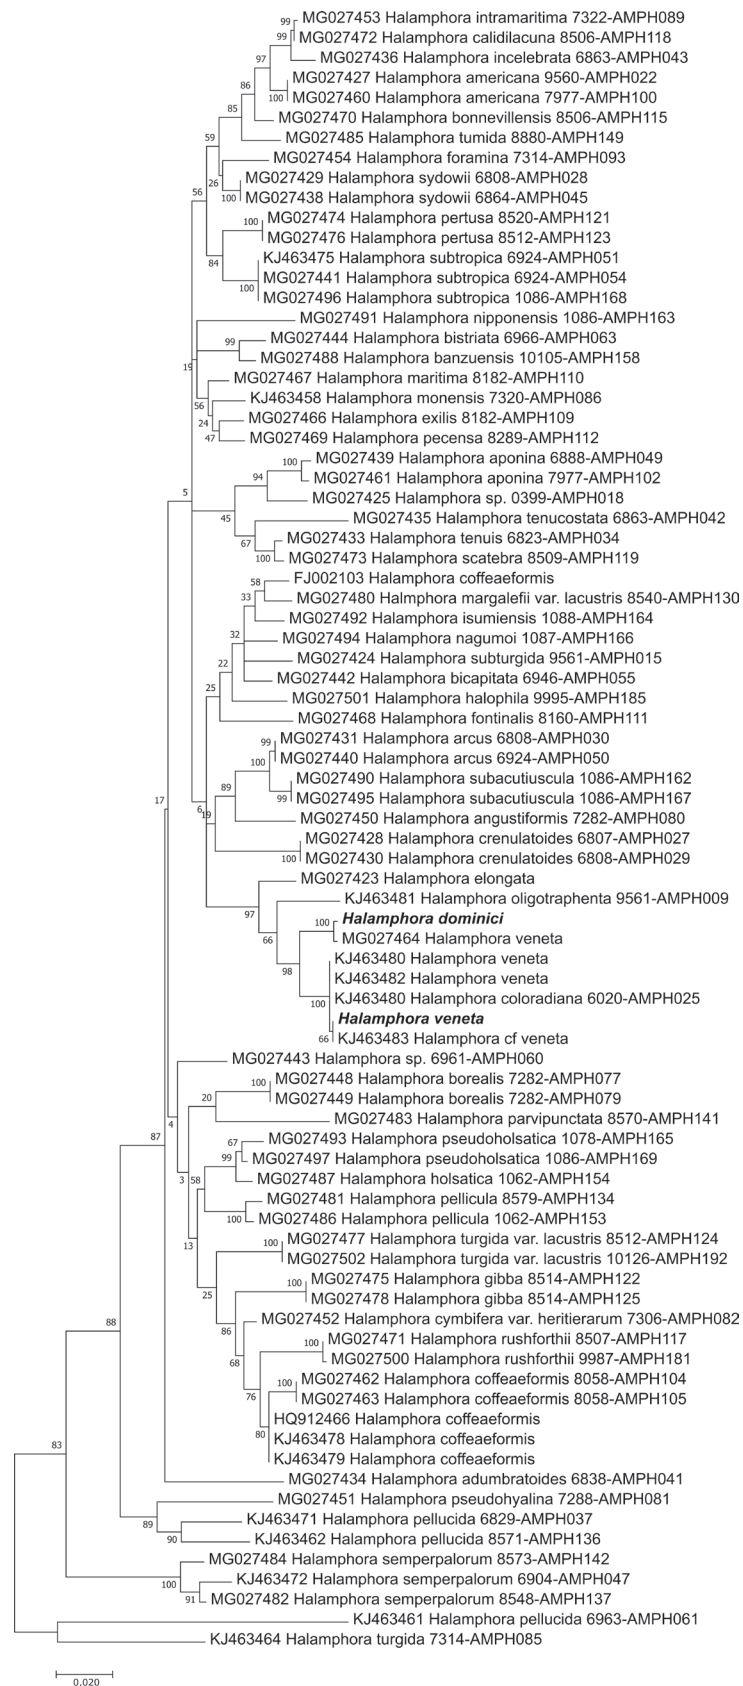 99 MG027453 Halamphora intramaritima 7322-AMPH089
99 MG027472 Halamphora calidilacuna 8506-AMPH118
97 MG027436 Halamphora incelebrata 6863-AMPH043
86 MG027427 Halamphora americana 9560-AMPH022
100 MG027460 Halamphora americana 7977-AMPH100
85 MG027470 Halamphora bonnevillensis 8506-AMPH115
59 MG027485 Halamphora tumida 8880-AMPH149
MG027454 Halamphora foramina 7314-AMPH093
26 MG027429 Halamphora sydowii 6808-AMPH028
56 100 MG027438 Halamphora sydowii 6864-AMPH045
100 MG027474 Halamphora pertusa 8520-AMPH121
MG027476 Halamphora pertusa 8512-AMPH123
84 KJ463475 Halamphora subtropica 6924-AMPH051
MG027441 Halamphora subtropica 6924-AMPH054
100 MG027496 Halamphora subtropica 1086-AMPH168
MG027491 Halamphora nipponensis 1086-AMPH163
99 MG027444 Halamphora bistriata 6966-AMPH063
19 MG027488 Halamphora banzuensis 10105-AMPH158
MG027467 Halamphora maritima 8182-AMPH110
56 KJ463458 Halamphora monensis 7320-AMPH086
24 MG027466 Halamphora exilis 8182-AMPH109
47 MG027469 Halamphora pecensa 8289-AMPH112
100 MG027439 Halamphora aponina 6888-AMPH049
94 MG027461 Halamphora aponina 7977-AMPH102
5 MG027425 Halamphora sp. 0399-AMPH018
45 MG027435 Halamphora tenucostata 6863-AMPH042
67 MG027433 Halamphora tenuis 6823-AMPH034
100 MG027473 Halamphora scatebra 8509-AMPH119
58 FJ002103 Halamphora coffeaeformis
33 MG027480 Halamphora margalefii var. lacustris 8540-AMPH130
MG027492 Halamphora isumiensis 1088-AMPH164
32 MG027494 Halamphora nagumoi 1087-AMPH166
22 MG027424 Halamphora subturgida 9561-AMPH015
MG027442 Halamphora bicapitata 6946-AMPH055
25 MG027501 Halamphora halophila 9995-AMPH185
MG027468 Halamphora fontinalis 8160-AMPH111
99 MG027431 Halamphora arcus 6808-AMPH030
100 MG027440 Halamphora arcus 6924-AMPH050
89 MG027490 Halamphora subacutiuscula 1086-AMPH162
17 99 MG027495 Halamphora subacutiuscula 1086-AMPH167
6 19 MG027450 Halamphora angustiformis 7282-AMPH080
MG027428 Halamphora crenulatoides 6807-AMPH027
100 MG027430 Halamphora crenulatoides 6808-AMPH029
MG027423 Halamphora elongata
97 KJ463481 Halamphora oligotraphenta 9561-AMPH009
100 Halamphora dominici
66 MG027464 Halamphora veneta
KJ463480 Halamphora veneta
98 KJ463482 Halamphora veneta
100 KJ463480 Halamphora coloradiana 6020-AMPH025
Halamphora veneta
66 KJ463483 Halamphora cf veneta
MG027443 Halamphora sp. 6961-AMPH060
100 MG027448 Halamphora borealis 7282-AMPH077
20 MG027449 Halamphora borealis 7282-AMPH079
4 MG027483 Halamphora parvipunctata 8570-AMPH141
87 67 MG027493 Halamphora pseudoholsatica 1078-AMPH165
99 MG027497 Halamphora pseudoholsatica 1086-AMPH169
3 58 MG027487 Halamphora holsatica 1062-AMPH154
MG027481 Halamphora pellicula 8579-AMPH134
100 MG027486 Halamphora pellicula 1062-AMPH153
13 100 MG027477 Halamphora turgida var. lacustris 8512-AMPH124
MG027502 Halamphora turgida var. lacustris 10126-AMPH192
25 100 MG027475 Halamphora gibba 8514-AMPH122
MG027478 Halamphora gibba 8514-AMPH125
88 86 MG027452 Halamphora cymbifera var. heritierarum 7306-AMPH082
100 MG027471 Halamphora rushforthii 8507-AMPH117
68 MG027500 Halamphora rushforthii 9987-AMPH181
100 MG027462 Halamphora coffeaeformis 8058-AMPH104
76 MG027463 Halamphora coffeaeformis 8058-AMPH105
HQ912466 Halamphora coffeaeformis
80 KJ463478 Halamphora coffeaeformis
83 KJ463479 Halamphora coffeaeformis
MG027434 Halamphora adumbratoides 6838-AMPH041
MG027451 Halamphora pseudohyalina 7288-AMPH081
89 KJ463471 Halamphora pellucida 6829-AMPH037
90 KJ463462 Halamphora pellucida 8571-AMPH136
MG027484 Halamphora semperpalorum 8573-AMPH142
100 KJ463472 Halamphora semperpalorum 6904-AMPH047
91 MG027482 Halamphora semperpalorum 8548-AMPH137
KJ463461 Halamphora pellucida 6963-AMPH061
KJ463464 Halamphora turgida 7314-AMPH085
0.020